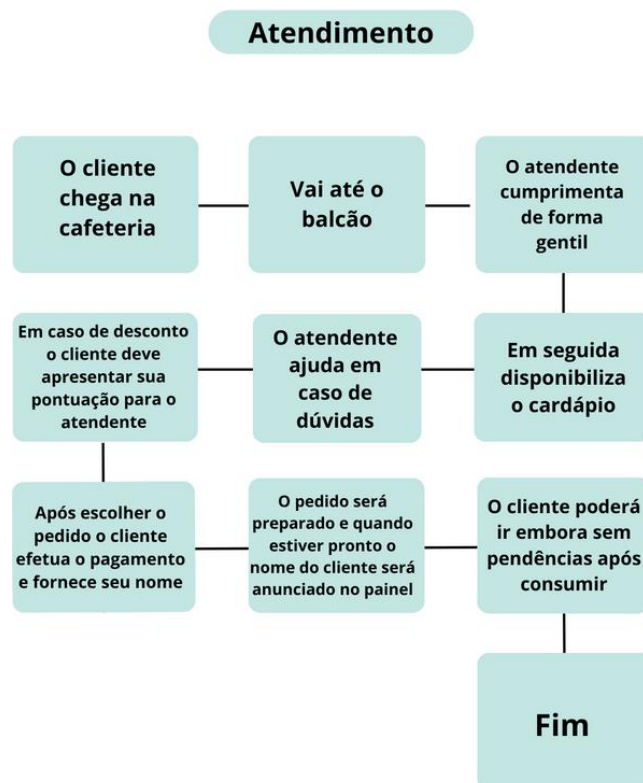 Atendimento
O cliente
chega na
cafeteria
Vai até o
balcão
O atendente
cumprimenta
de forma
gentil
Em seguida
disponibiliza
o cardápio
O atendente
ajuda em
caso de
dúvidas
Em caso de desconto
o cliente deve
apresentar sua
pontuação para o
atendente
Após escolher o
pedido o cliente
efetua o pagamento
e fornece seu nome
O pedido será
preparado e quando
estiver pronto o
nome do cliente será
anunciado no painel
O cliente poderá
ir embora sem
pendências após
consumir
Fim